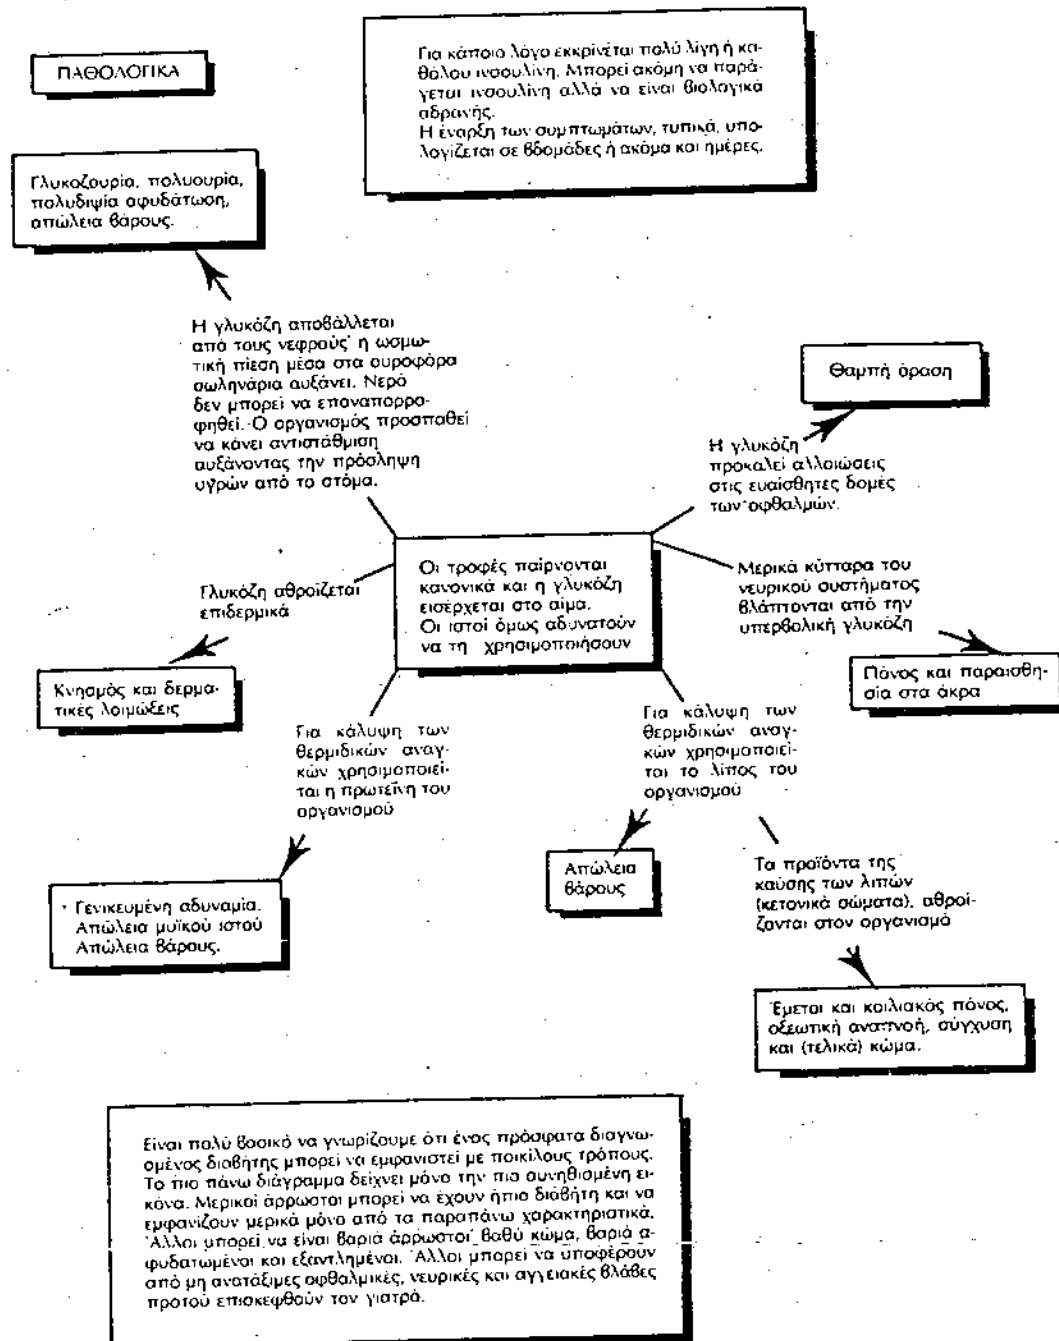 ΠΑΘΟΛΟΓΙΚΑ
Για κάποιο λόγο εκκρίνεται πολύ λίγη ή κα-
θόλου ινσουλίνη. Μπορεί ακόμη να παρά-
γεται ινσουλίνη αλλά να είναι βιολογικά
αδρανής.
Η έναρξη των συμπτωμάτων, τυπικά, υπο-
λογίζεται σε βδομάδες ή ακόμα και ημέρες.
Γλυκοζουρία, πολυουρία,
πολυδιψία αφυδάτωση,
απώλεια βάρους.
Η γλυκόζη αποβάλλεται
από τους νεφρούς· η ωσμω-
τική πίεση μέσα στα ουροφόρα
σωληνάρια αυξάνει. Νερό
δεν μπορεί να επαναπορρο-
φηθεί. Ο οργανισμός προσπαθεί
να κάνει αντιστάθμιση
αυξάνοντας την πρόσληψη
υγρών από το στόμα.
Θαμπή όραση
Η γλυκόζη
προκαλεί αλλοιώσεις
στις ευαίσθητες δομές
των οφθαλμών.
Οι τροφές παίρνονται
κανονικά και η γλυκόζη
εισέρχεται στο αίμα.
Οι ιστοί όμως αδυνατούν
να τη χρησιμοποιήσουν
Γλυκόζη αθροίζεται
επιδερμικά
Μερικά κύτταρα του
νευρικού συστήματος
βλάπτονται από την
υπερβολική γλυκόζη
Κνησμός και δερμα-
τικές λοιμώξεις
Πόνος και παραισθη-
σία στα άκρα
Για κάλυψη των
θερμιδικών αναγ-
κών χρησιμοποιεί-
ται η πρωτεΐνη του
οργανισμού
Για κάλυψη των
θερμιδικών αναγ-
κών χρησιμοποιεί-
ται το λίπος του
οργανισμού
Γενικευμένη αδυναμία.
Απώλεια μυϊκού ιστού
Απώλεια βάρους.
Απώλεια
βάρους
Τα προϊόντα της
καύσης των λιπών
(κετονικά σώματα), αθροί-
ζονται στον οργανισμό
Έμετοι και κοιλιακός πόνος,
οξεωτική αναπνοή, σύγχυση
και (τελικά) κώμα.
Είναι πολύ βασικό να γνωρίζουμε ότι ένας πρόσφατα διαγνω-
σμένος διαβήτης μπορεί να εμφανιστεί με ποικίλους τρόπους.
Το πιο πάνω διάγραμμα δείχνει μόνο την πιο συνηθισμένη ει-
κόνα. Μερικοί άρρωστοι μπορεί να έχουν ήπιο διαβήτη και να
εμφανίζουν μερικά μόνο από τα παραπάνω χαρακτηριστικά.
Άλλοι μπορεί να είναι βαριά άρρωστοι· βαθύ κώμα, βαριά α-
φυδατωμένοι και εξαντλημένοι. Άλλοι μπορεί να υποφέρουν
από μη ανατάξιμες οφθαλμικές, νευρικές και αγγειακές βλάβες
προτού επισκεφθούν τον γιατρό.